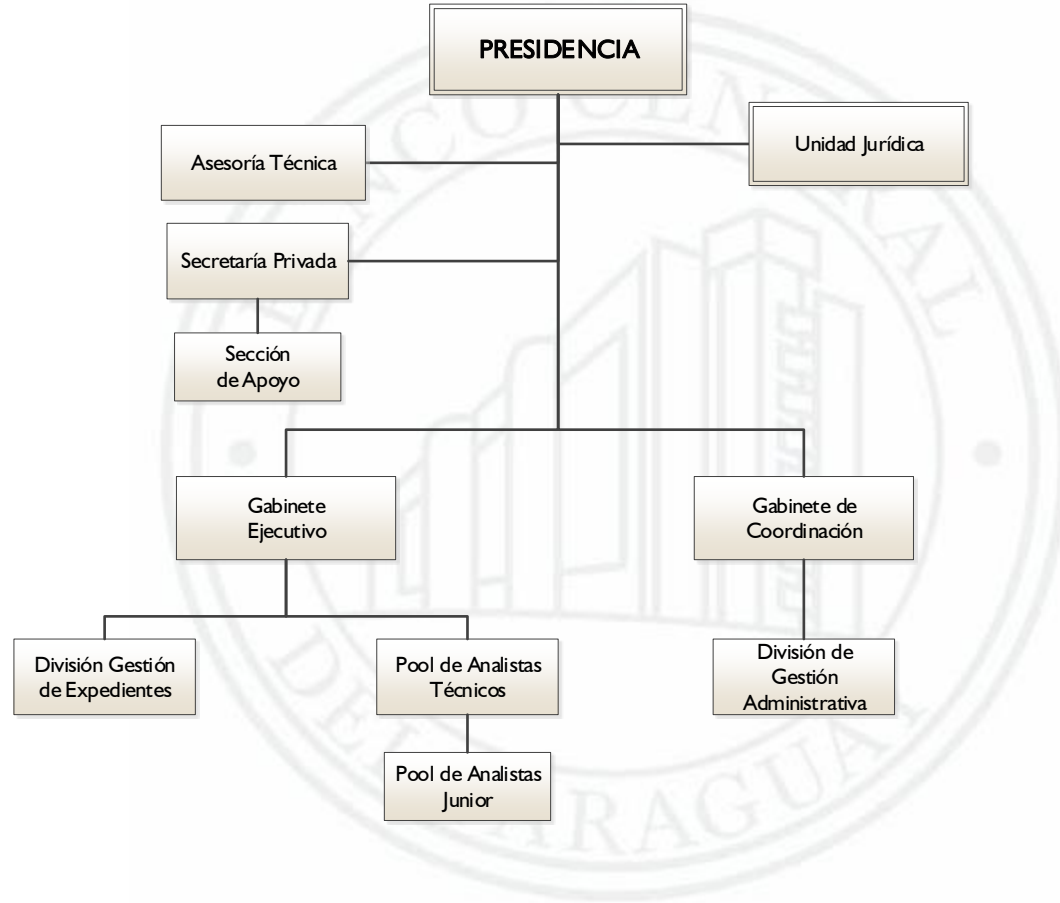 PRESIDENCIA
Unidad Jurídica
Asesoría Técnica
Secretaría Privada
Sección
de Apoyo
Gabinete
Ejecutivo
Gabinete de
Coordinación
División Gestión
de Expedientes
Pool de Analistas
Técnicos
División de
Gestión
Administrativa
Pool de Analistas
Junior